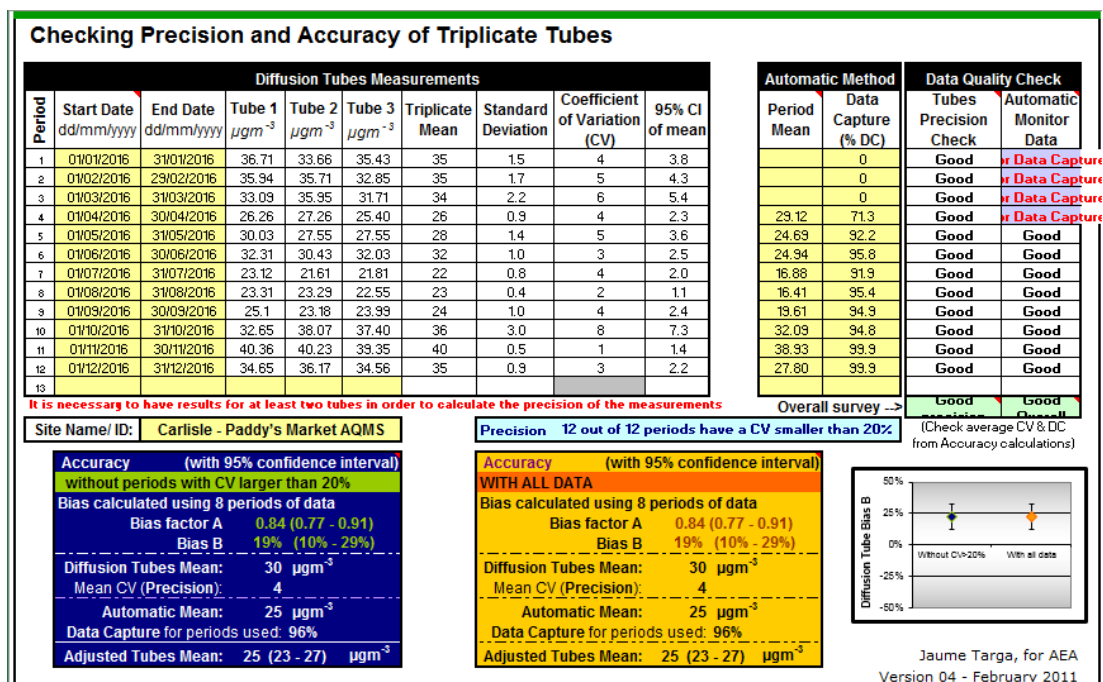 Checking Precision and Accuracy of Triplicate Tubes
Diffusion Tubes Measurements
Period Start Date dd/mm/yyyy End Date dd/mm/yyyy Tube 1 µgm-3 Tube 2 µgm-3 Tube 3 µgm-3 Triplicate Mean Standard Deviation Coefficient of Variation (CV) 95% CI of mean
Automatic Method
Period Mean Data Capture (% DC)
Data Quality Check
Tubes Precision Check Automatic Monitor Data
1 01/01/2016 31/01/2016 36.71 33.66 35.43 35 1.5 4 3.8 0 Good r Data Capture
2 01/02/2016 29/02/2016 35.94 35.71 32.85 35 1.7 5 4.3 0 Good or Data Capture
3 01/03/2016 31/03/2016 33.09 35.95 31.71 34 2.2 6 5.4 0 Good or Data Capture
4 01/04/2016 30/04/2016 26.26 27.26 25.40 26 0.9 4 2.3 29.12 71.3 Good or Data Capture
5 01/05/2016 31/05/2016 30.03 27.55 27.55 28 1.4 5 3.6 24.69 92.2 Good Good
6 01/06/2016 30/06/2016 32.31 30.43 32.03 32 1.0 3 2.5 24.94 95.8 Good Good
7 01/07/2016 31/07/2016 23.12 21.61 21.81 22 0.8 4 2.0 16.88 91.9 Good Good
8 01/08/2016 31/08/2016 23.31 23.29 22.55 23 0.4 2 1.1 16.41 95.4 Good Good
9 01/09/2016 30/09/2016 25.1 23.18 23.99 24 1.0 4 2.4 19.61 94.9 Good Good
10 01/10/2016 31/10/2016 32.65 38.07 37.40 36 3.0 8 7.3 32.09 94.8 Good Good
11 01/11/2016 30/11/2016 40.36 40.23 39.35 40 0.5 1 1.4 38.93 99.9 Good Good
12 01/12/2016 31/12/2016 34.65 36.17 34.56 35 0.9 3 2.2 27.80 99.9 Good Good
13
It is necessary to have results for at least two tubes in order to calculate the precision of the measurements
Overall survey --> Good precision Good Overall
Site Name/ ID: Carlisle - Paddy's Market AQMS
Precision 12 out of 12 periods have a CV smaller than 20%
(Check average CV & DC from Accuracy calculations)
Accuracy (with 95% confidence interval)
without periods with CV larger than 20%
Bias calculated using 8 periods of data
Bias factor A 0.84 (0.77 - 0.91)
Bias B 19% (10% - 29%)
Diffusion Tubes Mean: 30 µgm-3
Mean CV (Precision): 4
Automatic Mean: 25 µgm-3
Data Capture for periods used: 96%
Adjusted Tubes Mean: 25 (23 - 27) µgm-3
Accuracy (with 95% confidence interval)
WITH ALL DATA
Bias calculated using 8 periods of data
Bias factor A 0.84 (0.77 - 0.91)
Bias B 19% (10% - 29%)
Diffusion Tubes Mean: 30 µgm-3
Mean CV (Precision): 4
Automatic Mean: 25 µgm-3
Data Capture for periods used: 96%
Adjusted Tubes Mean: 25 (23 - 27) µgm-3
Diffusion Tube Bias B
50%
25%
0%
-25%
-50%
Without CV>20% With all data
Jaume Targa, for AEA
Version 04 - February 2011